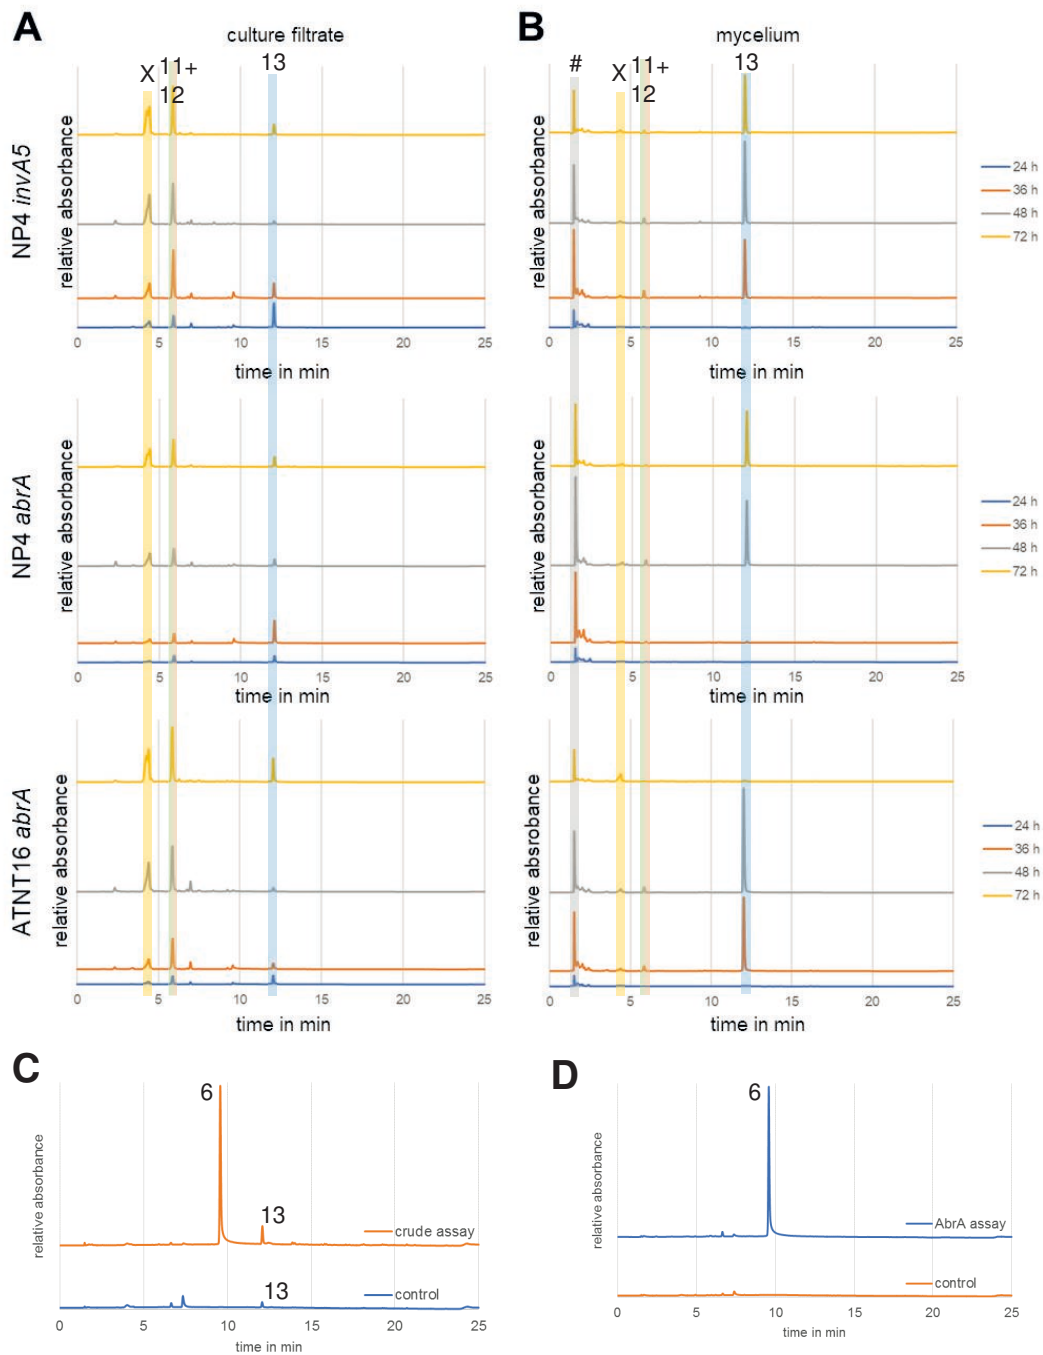 A
culture filtrate
B
mycelium
X
11+
12
13
#
X
11+
12
13
NP4 invA5
relative absorbance
relative absorbance
24 h
36 h
48 h
72 h
0 5 10 15 20 25
0 5 10 15 20 25
time in min
time in min
NP4 abrA
relative absorbance
relative absorbance
24 h
36 h
48 h
72 h
0 5 10 15 20 25
0 5 10 15 20 25
time in min
time in min
ATNT16 abrA
relative absorbance
relative absrobance
24 h
36 h
48 h
72 h
0 5 10 15 20 25
0 5 10 15 20 25
time in min
time in min
C
relative absorbance
6
13
crude assay
13
control
0 5 10 15 20 25
time in min
D
relative absorbance
6
AbrA assay
control
0 5 10 15 20 25
time in min